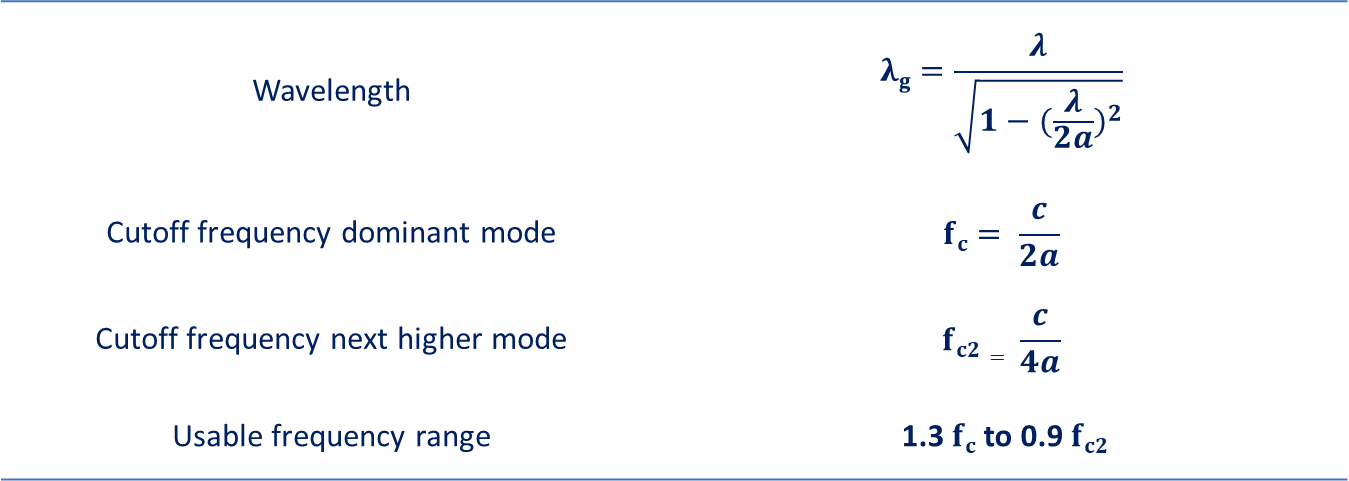 Wavelength λg = λ / √(1 − (λ/2a)²)
Cutoff frequency dominant mode fc = c/2a
Cutoff frequency next higher mode fc2 = c/4a
Usable frequency range 1.3 fc to 0.9 fc2